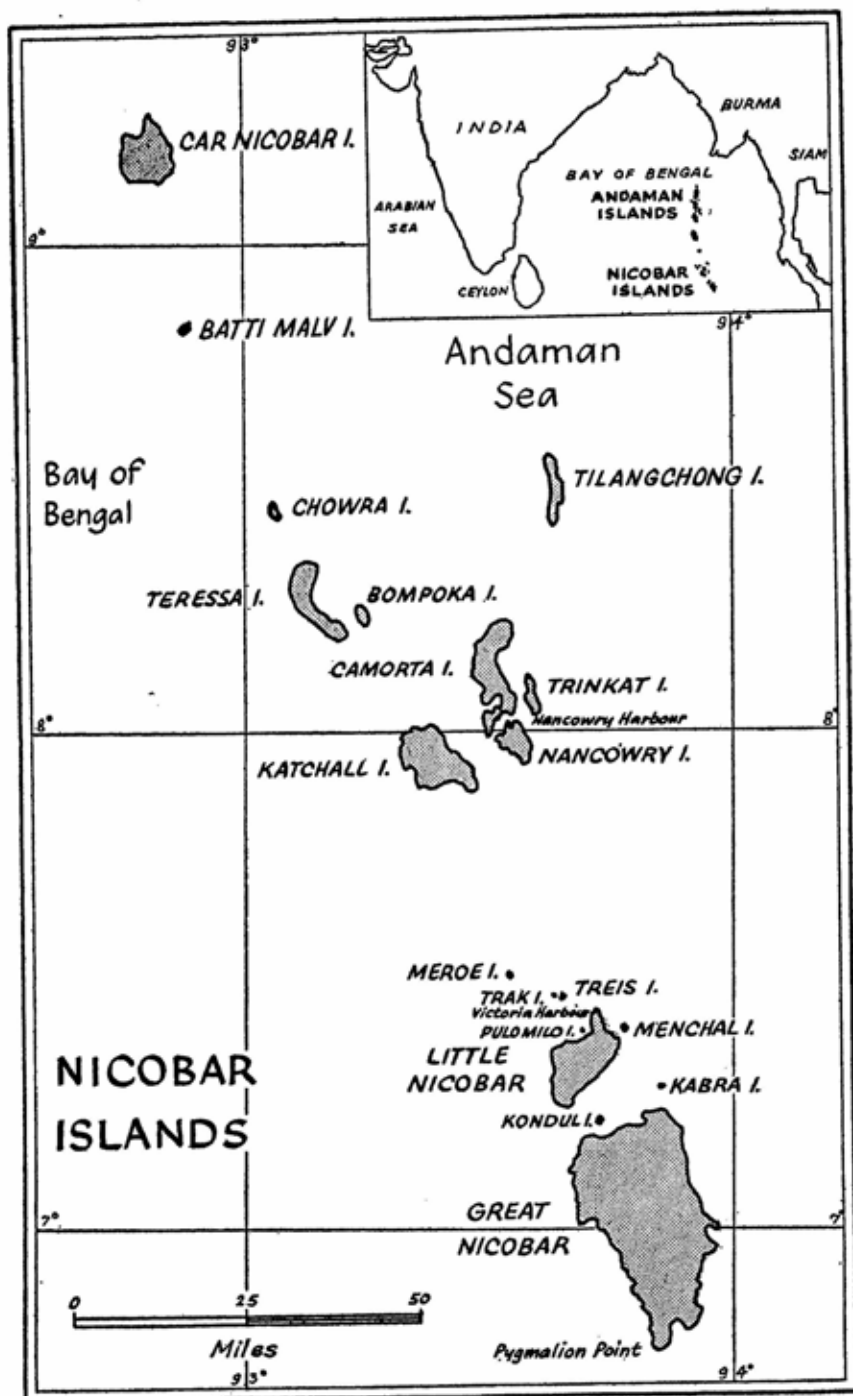 93°
CAR NICOBAR I.
INDIA
BURMA
SIAM
BAY OF BENGAL
ANDAMAN
ISLANDS
ARABIAN
SEA
NICOBAR
ISLANDS
CEYLON
9°
94°
BATTI MALV I.
Andaman
Sea
Bay of
Bengal
TILANGCHONG I.
CHOWRA I.
TERESSA I.
BOMPOKA I.
CAMORTA I.
TRINKAT I.
Nancowry Harbour
8°
8°
KATCHALL I.
NANCOWRY I.
MEROE I.
TRAK I.
TREIS I.
Victoria Harbour
PULOMILO I.
MENCHAL I.
LITTLE
NICOBAR
KABRA I.
NICOBAR
ISLANDS
KONDUL I.
GREAT
NICOBAR
7°
7°
0 25 50
Miles
Pygmalion Point
93°
94°